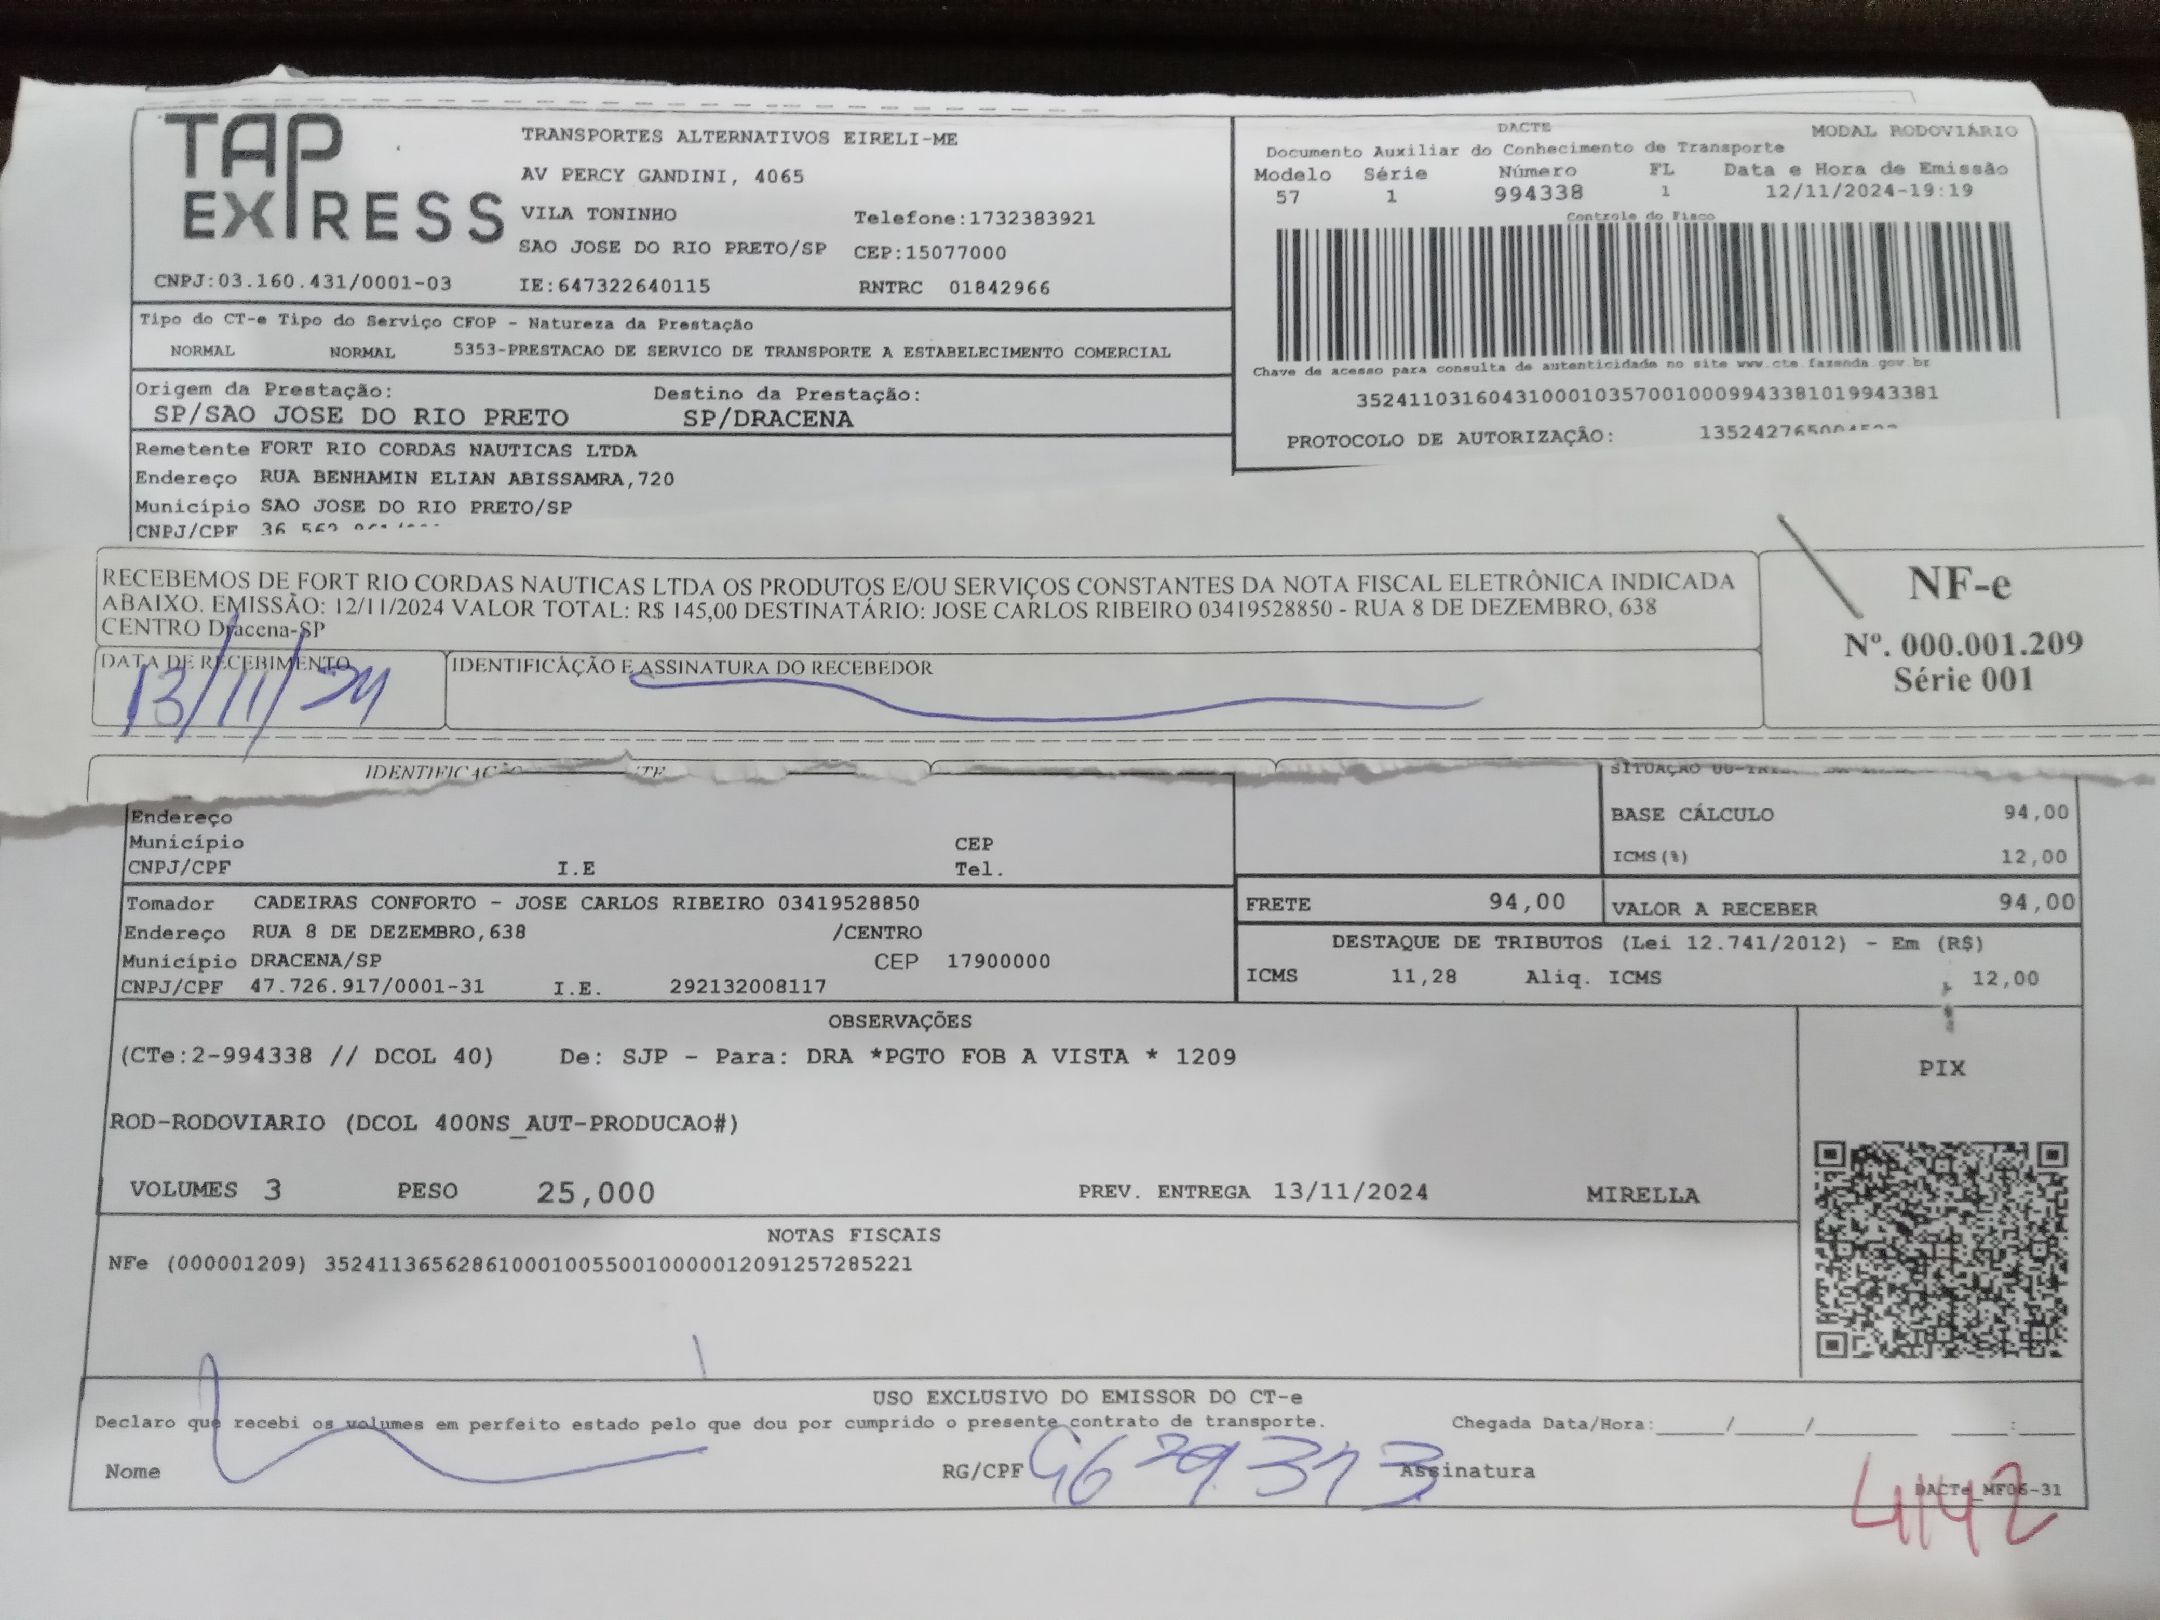 TAP EXPRESS
TRANSPORTES ALTERNATIVOS EIRELI-ME
AV PERCY GANDINI, 4065
VILA TONINHO Telefone:1732383921
SAO JOSE DO RIO PRETO/SP CEP:15077000
CNPJ:03.160.431/0001-03 IE:647322640115 RNTRC 01842966
DACTE MODAL RODOVIÁRIO
Documento Auxiliar do Conhecimento de Transporte
Modelo Série Número FL Data e Hora de Emissão
57 1 994338 1 12/11/2024-19:19
Controle do Fisco
Chave de acesso para consulta de autenticidade no site www.cte.fazenda.gov.br
35241103160431000103570010009943381019943381
PROTOCOLO DE AUTORIZAÇÃO:
Tipo do CT-e Tipo do Serviço CFOP - Natureza da Prestação
NORMAL NORMAL 5353-PRESTACAO DE SERVICO DE TRANSPORTE A ESTABELECIMENTO COMERCIAL
Origem da Prestação: Destino da Prestação:
SP/SAO JOSE DO RIO PRETO SP/DRACENA
Remetente FORT RIO CORDAS NAUTICAS LTDA
Endereço RUA BENHAMIN ELIAN ABISSAMRA,720
Município SAO JOSE DO RIO PRETO/SP
CNPJ/CPF
RECEBEMOS DE FORT RIO CORDAS NAUTICAS LTDA OS PRODUTOS E/OU SERVIÇOS CONSTANTES DA NOTA FISCAL ELETRÔNICA INDICADA
ABAIXO. EMISSÃO: 12/11/2024 VALOR TOTAL: R$ 145,00 DESTINATÁRIO: JOSE CARLOS RIBEIRO 03419528850 - RUA 8 DE DEZEMBRO, 638
CENTRO Dracena-SP
DATA DE RECEBIMENTO IDENTIFICAÇÃO E ASSINATURA DO RECEBEDOR
13/11/24
NF-e
Nº. 000.001.209
Série 001
Endereço
Município CEP
CNPJ/CPF I.E Tel.
BASE CÁLCULO 94,00
ICMS(%) 12,00
Tomador CADEIRAS CONFORTO - JOSE CARLOS RIBEIRO 03419528850
Endereço RUA 8 DE DEZEMBRO,638 /CENTRO
Município DRACENA/SP CEP 17900000
CNPJ/CPF 47.726.917/0001-31 I.E. 292132008117
FRETE 94,00 VALOR A RECEBER 94,00
DESTAQUE DE TRIBUTOS (Lei 12.741/2012) - Em (R$)
ICMS 11,28 Aliq. ICMS 12,00
OBSERVAÇÕES
(CTe:2-994338 // DCOL 40) De: SJP - Para: DRA *PGTO FOB A VISTA * 1209
ROD-RODOVIARIO (DCOL 400NS_AUT-PRODUCAO#)
VOLUMES 3 PESO 25,000 PREV. ENTREGA 13/11/2024 MIRELLA
PIX
NOTAS FISCAIS
NFe (000001209) 35241136562861000100550010000012091257285221
USO EXCLUSIVO DO EMISSOR DO CT-e
Declaro que recebi os volumes em perfeito estado pelo que dou por cumprido o presente contrato de transporte. Chegada Data/Hora:_____/_____/_______ ____:____
Nome RG/CPF Assinatura
DACTe_MF06-31